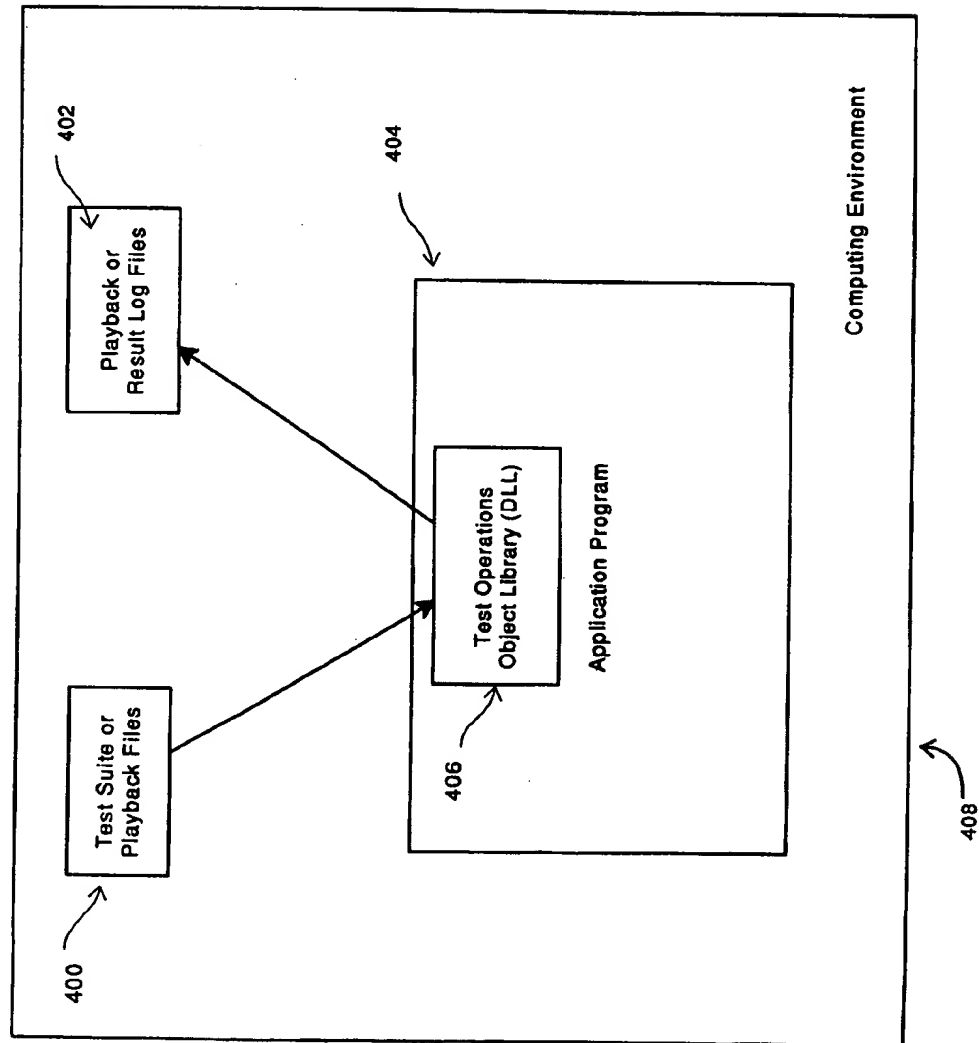 400
Test Suite or
Playback Files
Playback or
Result Log Files
402
404
406
Test Operations
Object Library (DLL)
Application Program
Computing Environment
408